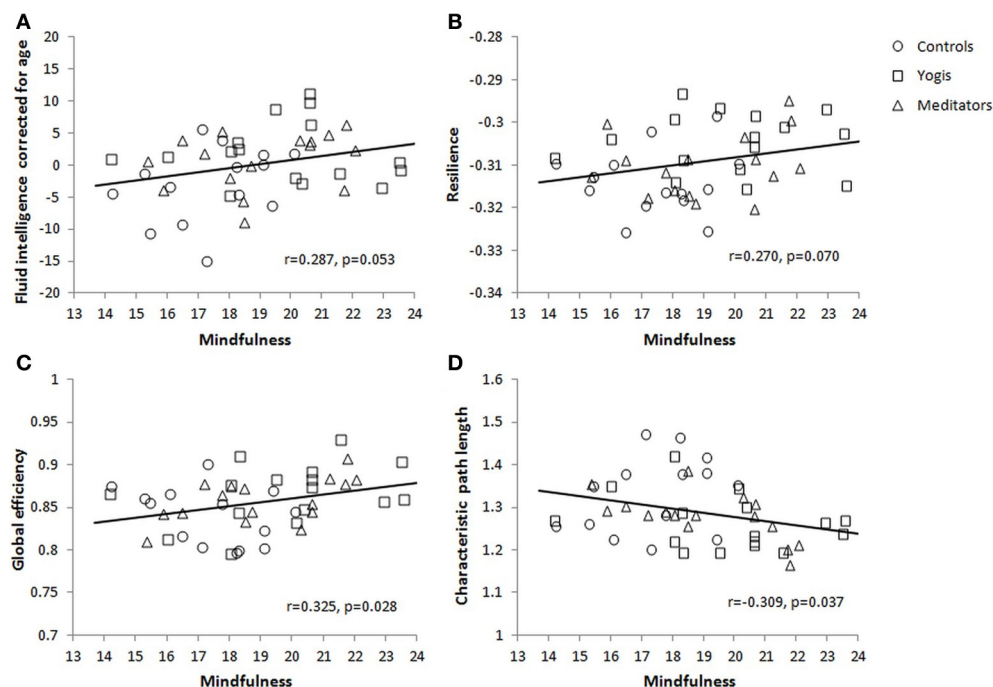 A
Fluid intelligence corrected for age
20
15
10
5
0
-5
-10
-15
-20
13 14 15 16 17 18 19 20 21 22 23 24
Mindfulness
r=0.287, p=0.053
B
Resilience
-0.28
-0.29
-0.3
-0.310
-0.320
-0.33
-0.34
13 14 15 16 17 18 19 20 21 22 23 24
Mindfulness
r=0.270, p=0.070
Controls
Yogis
Meditators
C
Global efficiency
1
0.95
0.9
0.85
0.8
0.75
0.7
13 14 15 16 17 18 19 20 21 22 23 24
Mindfulness
r=0.325, p=0.028
D
Characteristic path length
1.6
1.5
1.4
1.3
1.2
1.1
1
13 14 15 16 17 18 19 20 21 22 23 24
Mindfulness
r=-0.309, p=0.037